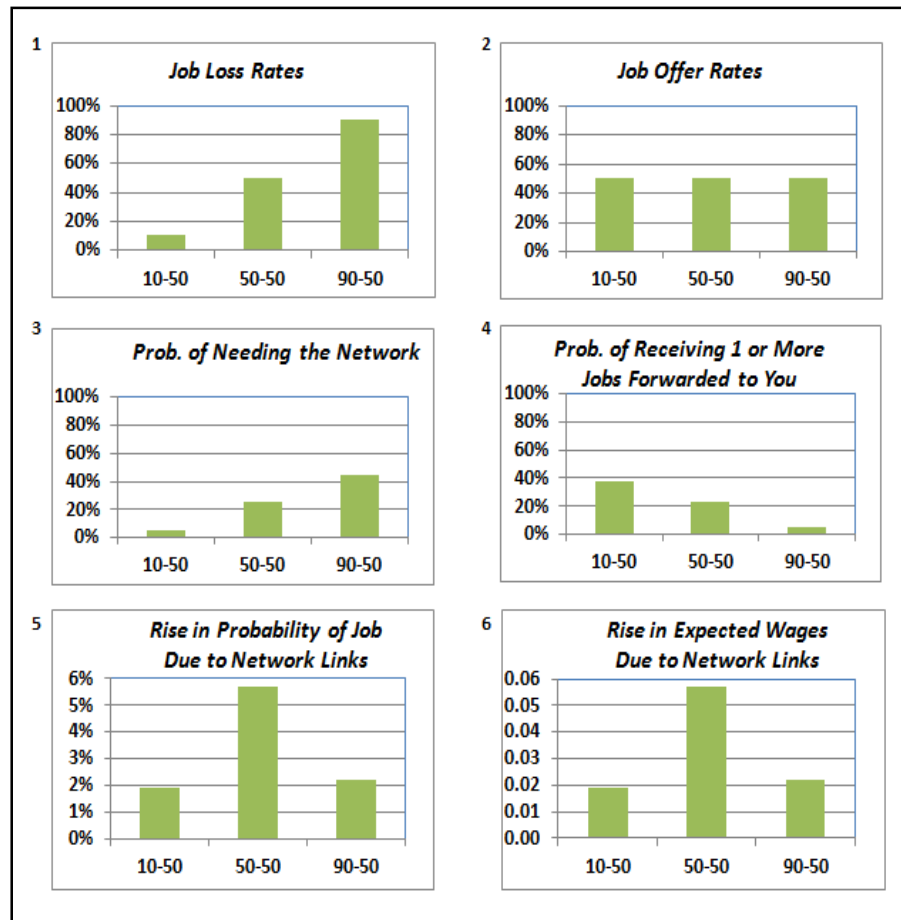 1
Job Loss Rates
100%
80%
60%
40%
20%
0%
10-50 50-50 90-50
2
Job Offer Rates
100%
80%
60%
40%
20%
0%
10-50 50-50 90-50
3
Prob. of Needing the Network
100%
80%
60%
40%
20%
0%
10-50 50-50 90-50
4
Prob. of Receiving 1 or More
Jobs Forwarded to You
100%
80%
60%
40%
20%
0%
10-50 50-50 90-50
5
Rise in Probability of Job
Due to Network Links
6%
5%
4%
3%
2%
1%
0%
10-50 50-50 90-50
6
Rise in Expected Wages
Due to Network Links
0.06
0.05
0.04
0.03
0.02
0.01
0.00
10-50 50-50 90-50